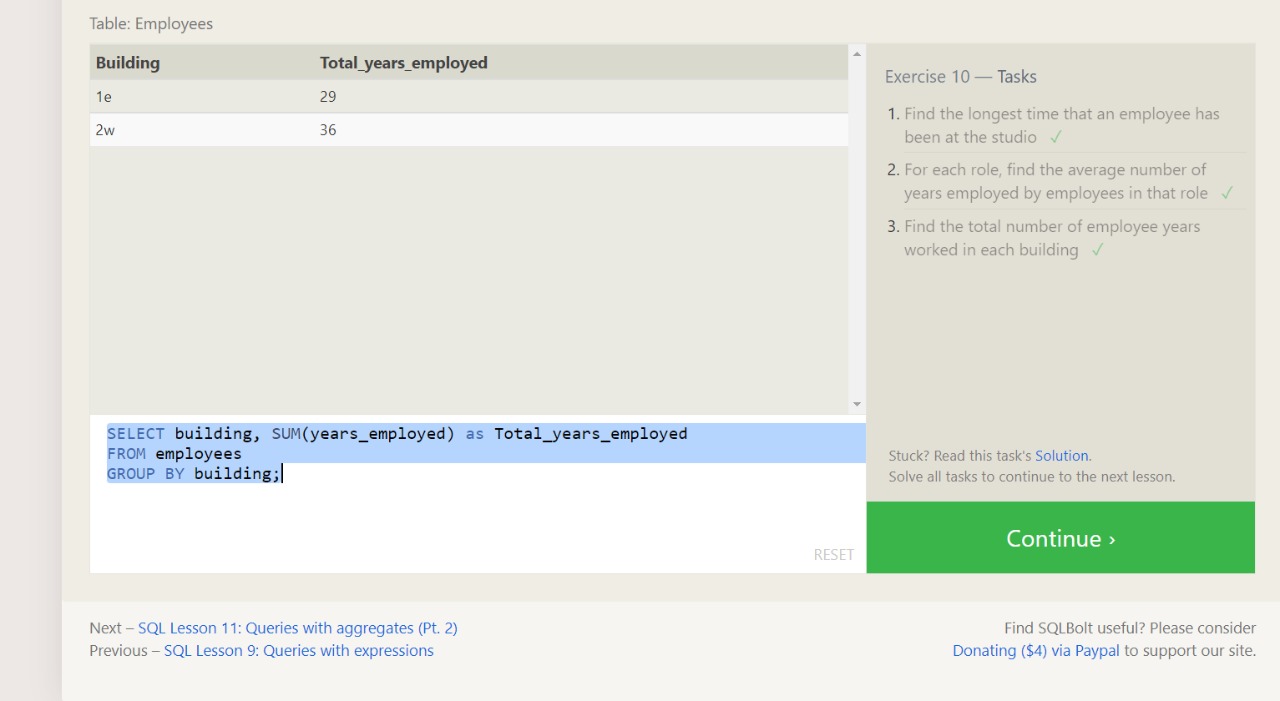 Table: Employees
Building Total_years_employed
1e 29
2w 36
SELECT building, SUM(years_employed) as Total_years_employed
FROM employees
GROUP BY building;
RESET
Exercise 10 — Tasks
1. Find the longest time that an employee has
been at the studio ✓
2. For each role, find the average number of
years employed by employees in that role ✓
3. Find the total number of employee years
worked in each building ✓
Stuck? Read this task's Solution.
Solve all tasks to continue to the next lesson.
Continue ›
Next – SQL Lesson 11: Queries with aggregates (Pt. 2)
Previous – SQL Lesson 9: Queries with expressions
Find SQLBolt useful? Please consider
Donating ($4) via Paypal to support our site.